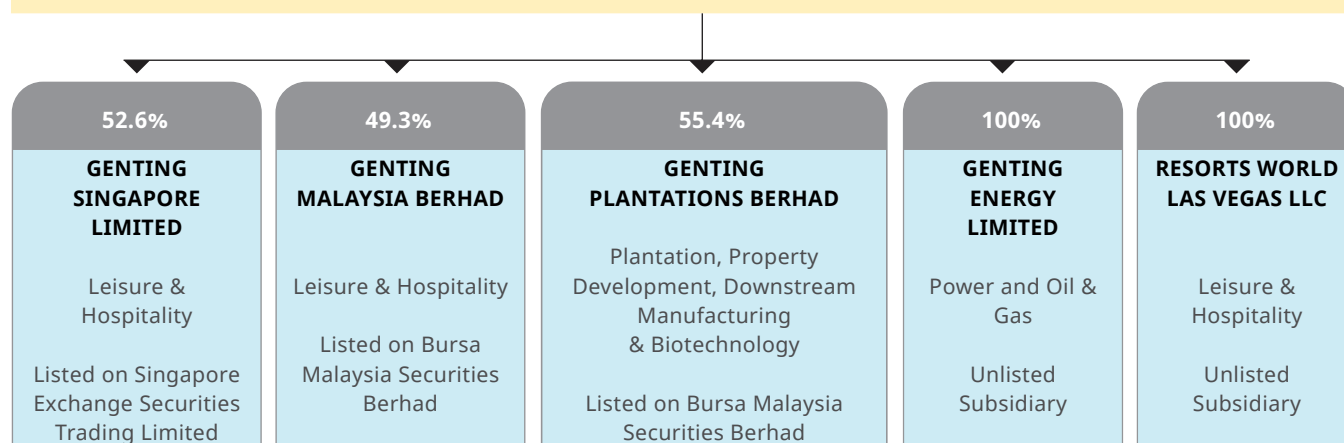 52.6%
GENTING
SINGAPORE
LIMITED
Leisure &
Hospitality
Listed on Singapore
Exchange Securities
Trading Limited
49.3%
GENTING
MALAYSIA BERHAD
Leisure & Hospitality
Listed on Bursa
Malaysia Securities
Berhad
55.4%
GENTING
PLANTATIONS BERHAD
Plantation, Property
Development, Downstream
Manufacturing
& Biotechnology
Listed on Bursa Malaysia
Securities Berhad
100%
GENTING
ENERGY
LIMITED
Power and Oil &
Gas
Unlisted
Subsidiary
100%
RESORTS WORLD
LAS VEGAS LLC
Leisure &
Hospitality
Unlisted
Subsidiary